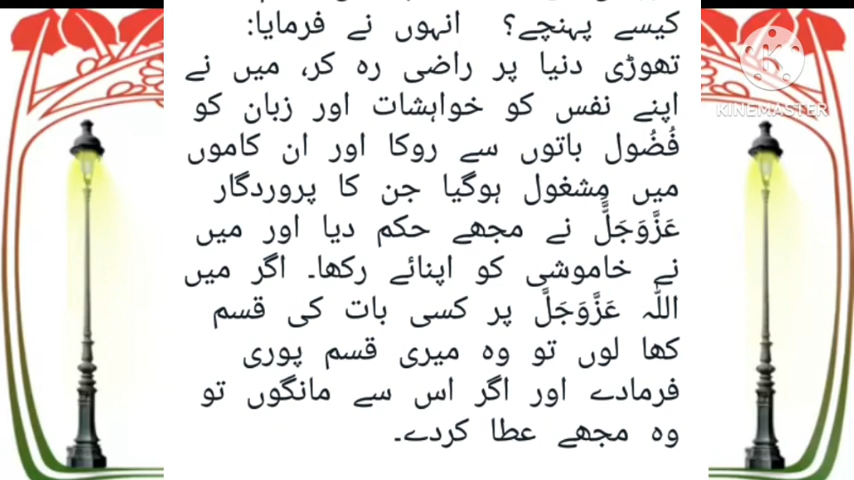 کیسے پہنچے؟ انہوں نے فرمایا:
تھوڑی دنیا پر راضی رہ کر، میں نے
اپنے نفس کو خواہشات اور زبان کو
فُضُول باتوں سے روکا اور ان کاموں
میں مشغول ہوگیا جن کا پروردگار
عَزَّوَجَلَّ نے مجھے حکم دیا اور میں
نے خاموشی کو اپنائے رکھا۔ اگر میں
اللّٰہ عَزَّوَجَلَّ پر کسی بات کی قسم
کھا لوں تو وہ میری قسم پوری
فرمادے اور اگر اس سے مانگوں تو
وہ مجھے عطا کردے۔
KINEMASTER